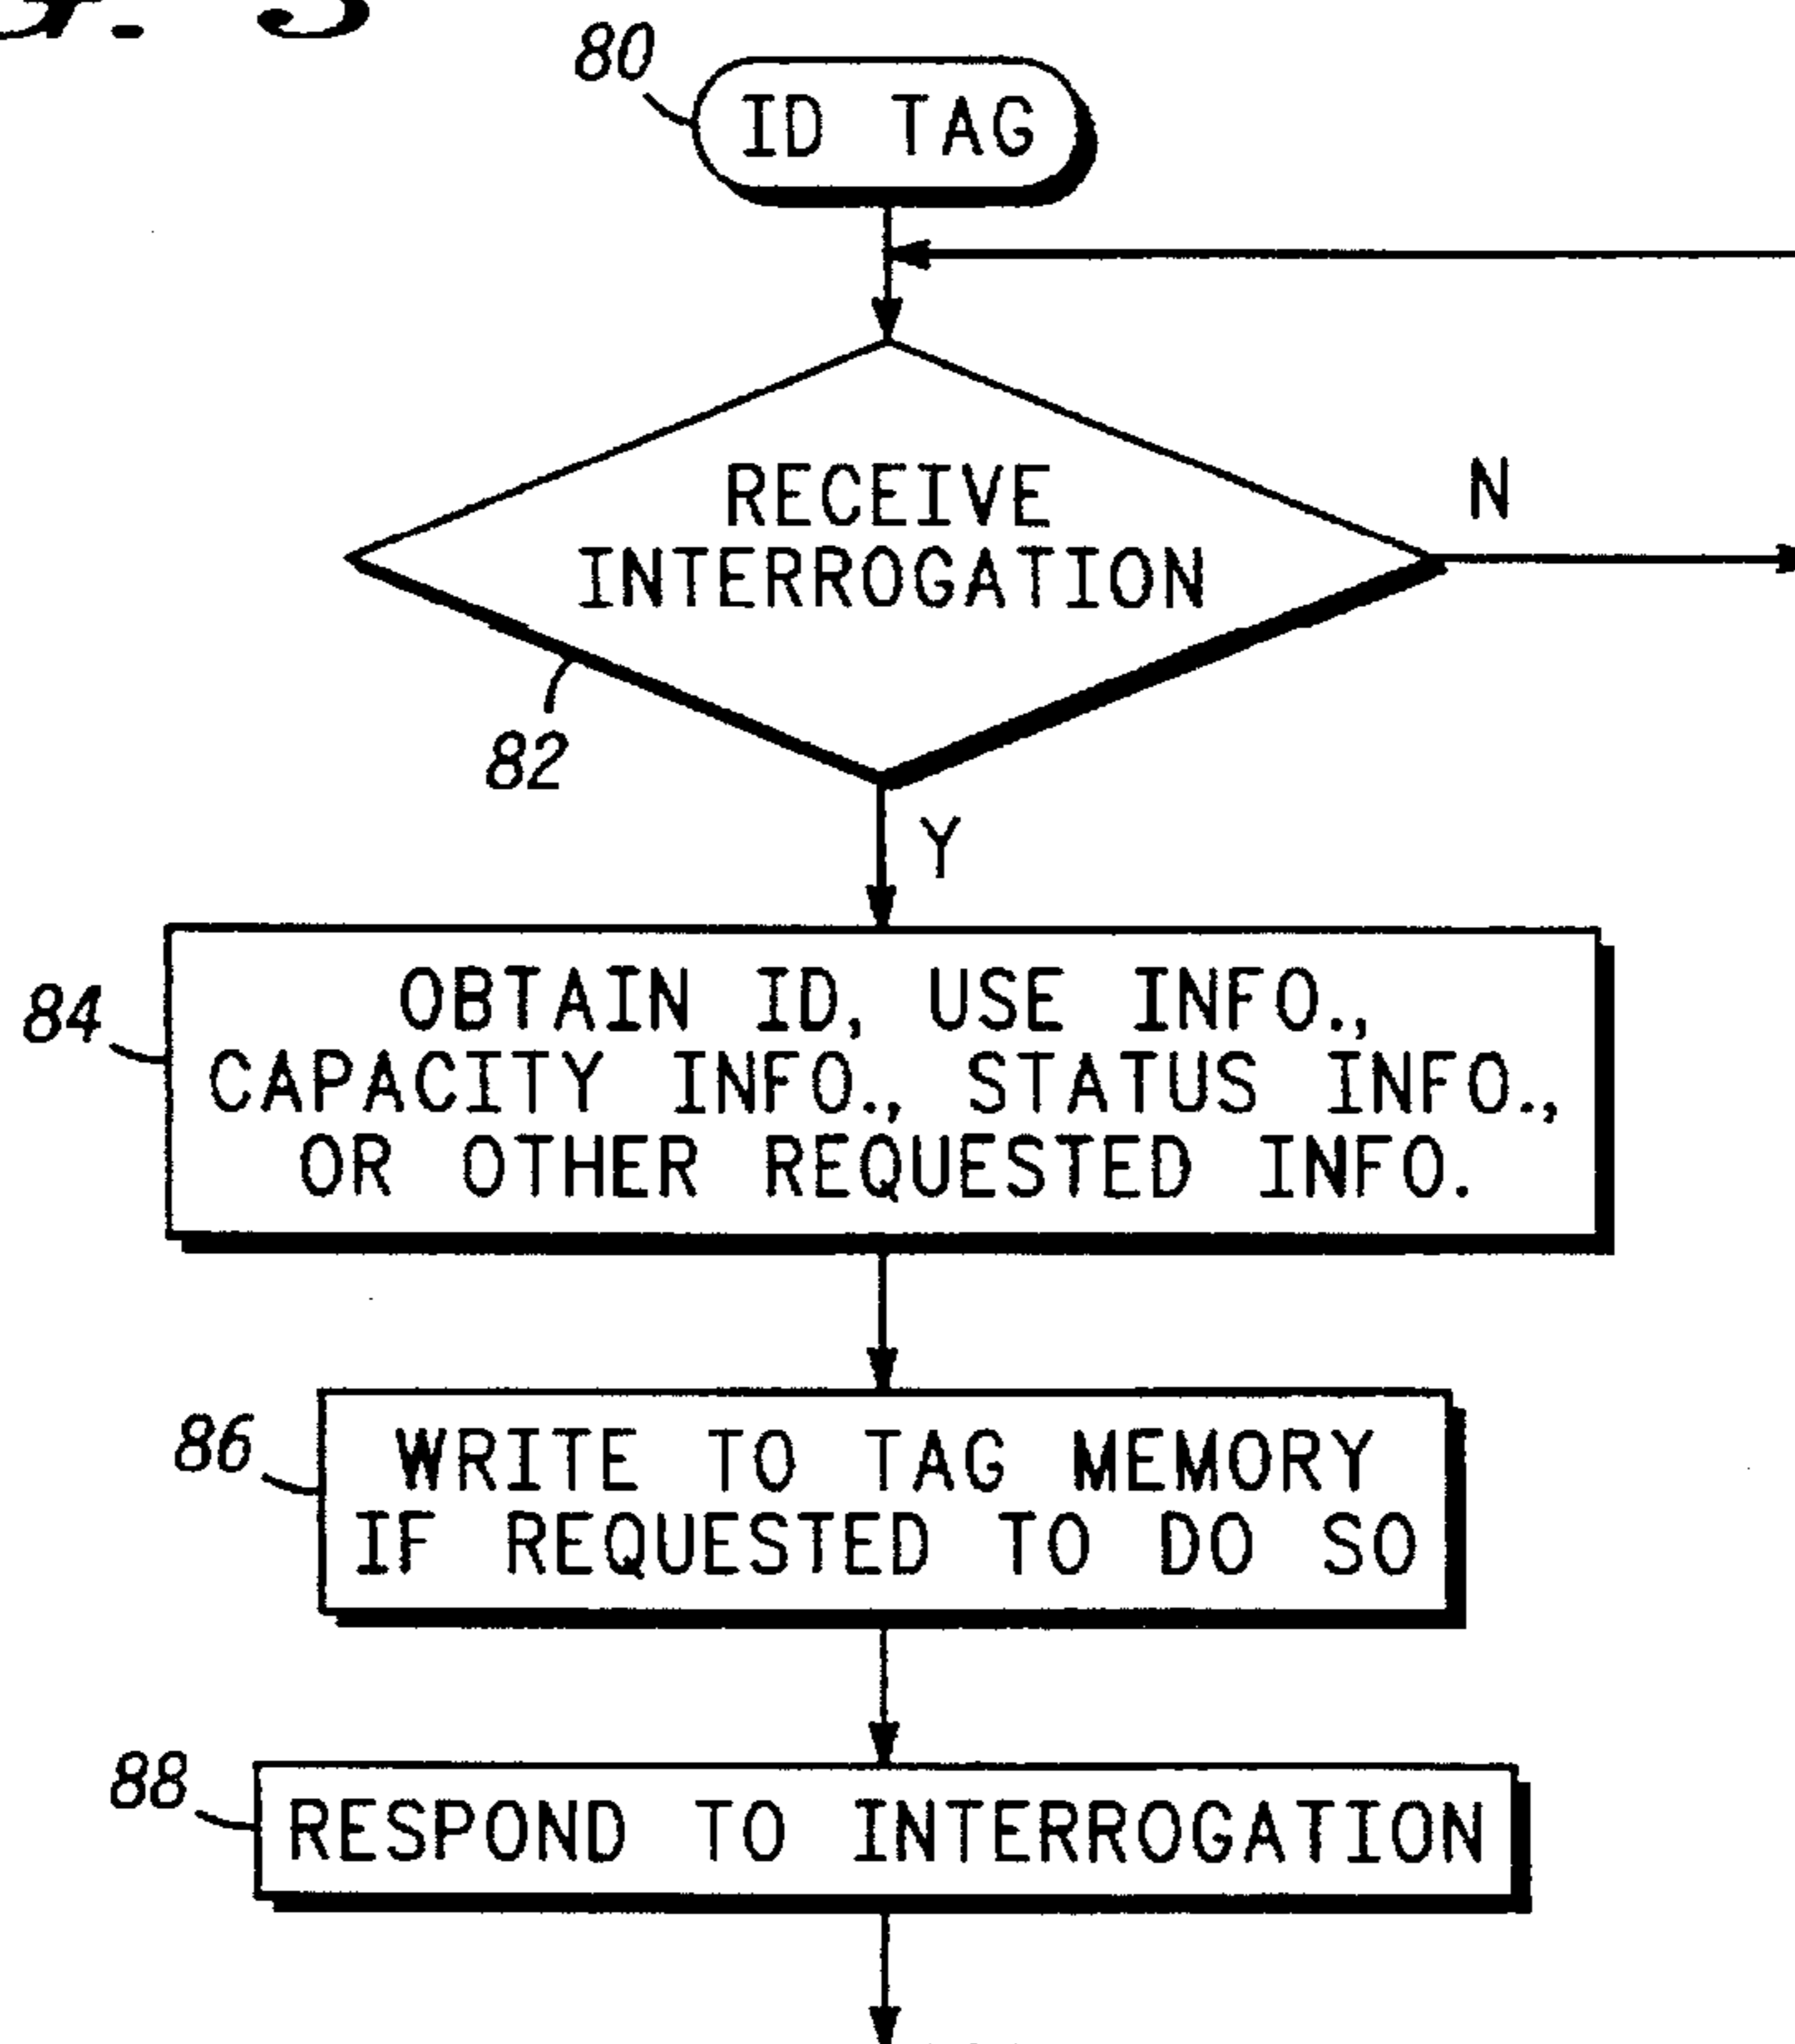 80
ID TAG
RECEIVE
INTERROGATION
N
82
Y
84
OBTAIN ID, USE INFO.,
CAPACITY INFO., STATUS INFO.,
OR OTHER REQUESTED INFO.
86
WRITE TO TAG MEMORY
IF REQUESTED TO DO SO
88
RESPOND TO INTERROGATION